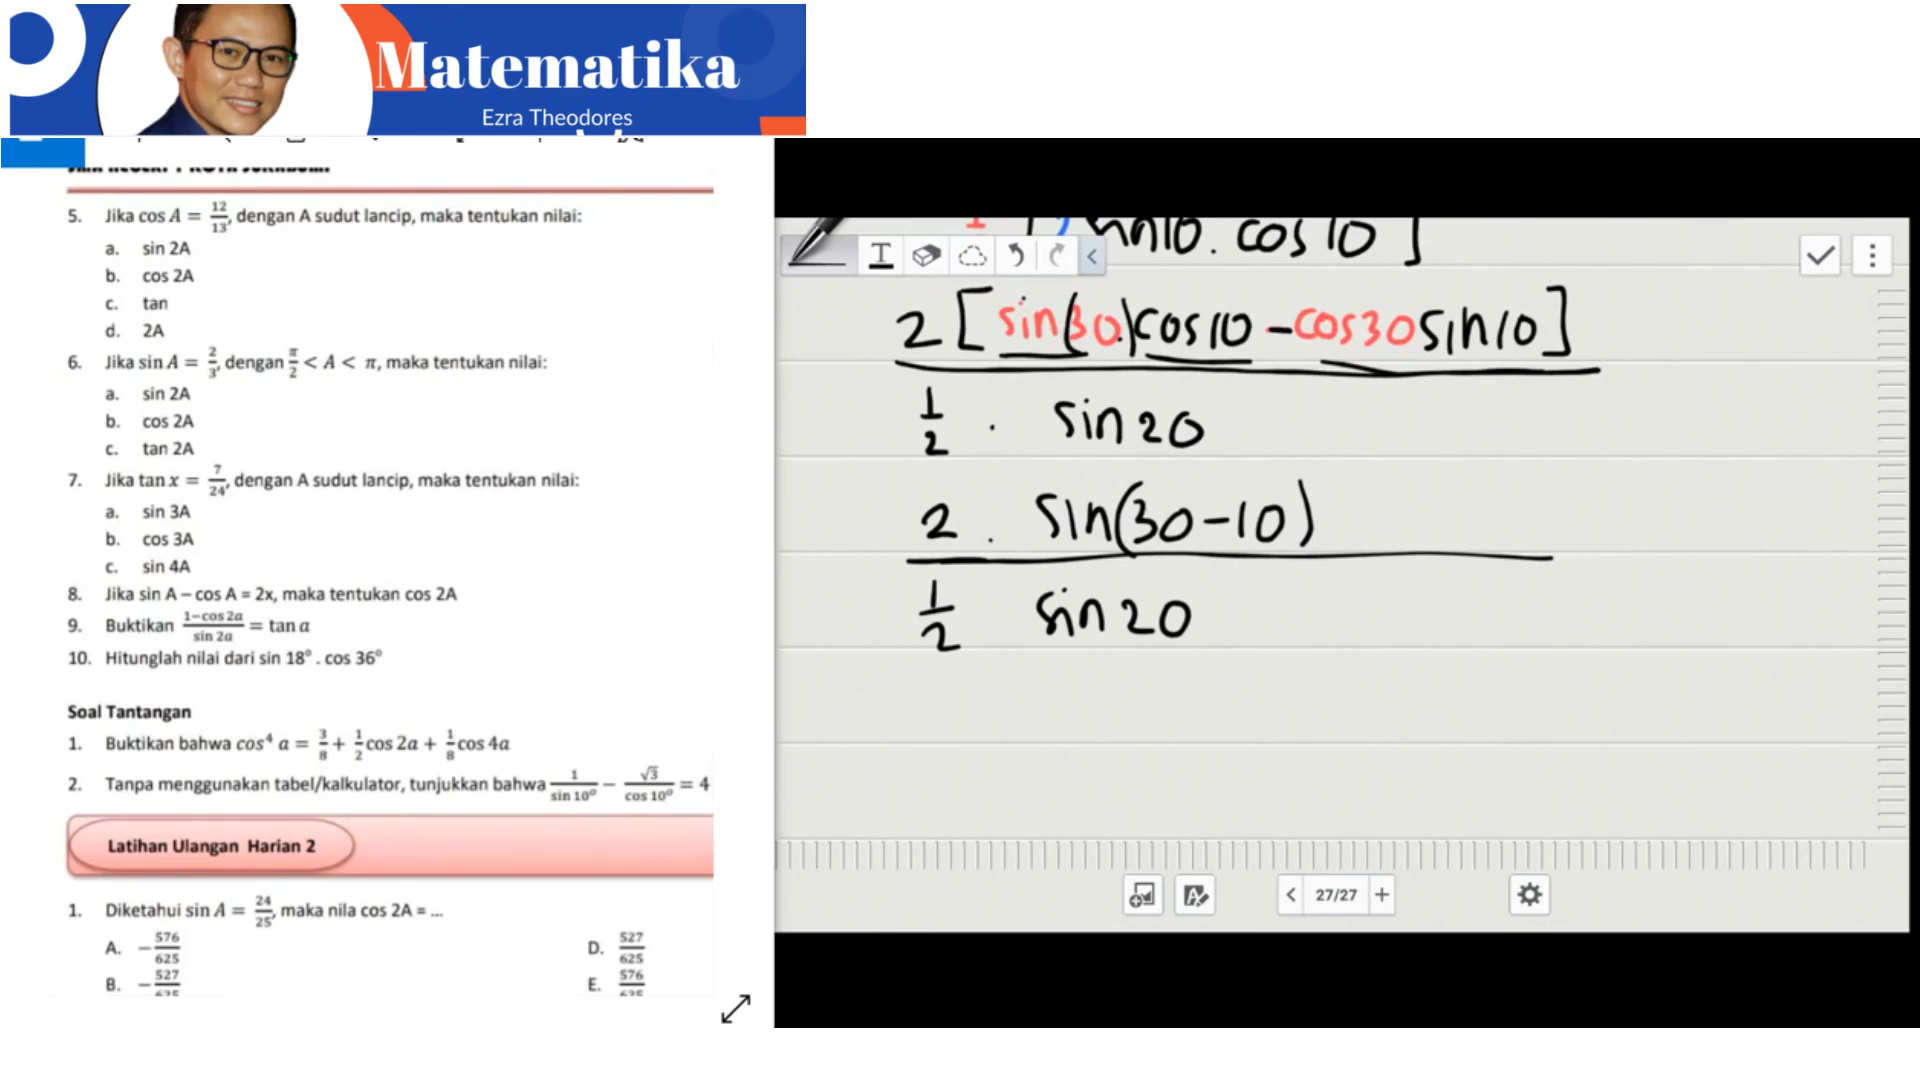 Matematika
Ezra Theodores
5. Jika cos A = 12/13, dengan A sudut lancip, maka tentukan nilai:
a. sin 2A
b. cos 2A
c. tan
d. 2A
6. Jika sin A = 2/3, dengan π/2 < A < π, maka tentukan nilai:
a. sin 2A
b. cos 2A
c. tan 2A
7. Jika tan x = 7/24, dengan A sudut lancip, maka tentukan nilai:
a. sin 3A
b. cos 3A
c. sin 4A
8. Jika sin A – cos A = 2x, maka tentukan cos 2A
9. Buktikan (1−cos 2a)/(sin 2a) = tan a
10. Hitunglah nilai dari sin 18° . cos 36°
Soal Tantangan
1. Buktikan bahwa cos⁴ a = 3/8 + 1/2 cos 2a + 1/8 cos 4a
2. Tanpa menggunakan tabel/kalkulator, tunjukkan bahwa 1/(sin 10°) − √3/(cos 10°) = 4
Latihan Ulangan Harian 2
1. Diketahui sin A = 24/25, maka nila cos 2A = ...
A. −576/625
D. 527/625
B. −527/625
E. 576/625
sin10. cos 10 ]
T
2 [ sin(30)cos10 - cos30 sin10 ]
1/2 . sin 20
2 . sin(30-10)
1/2 sin 20
27/27